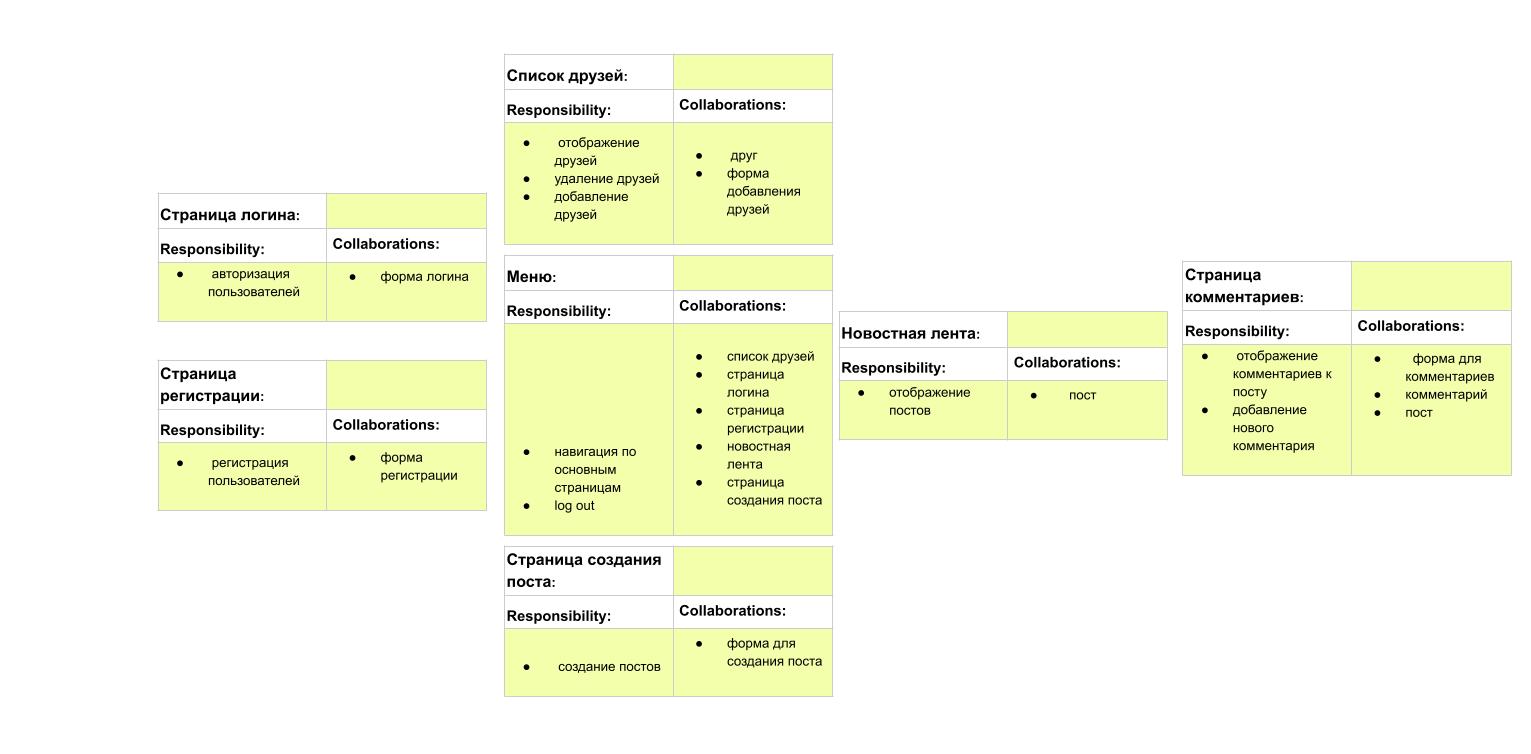 Страница логина:
Responsibility:
Collaborations:
● авторизация
пользователей
● форма логина
Страница
регистрации:
Responsibility:
Collaborations:
● регистрация
пользователей
● форма
регистрации
Список друзей:
Responsibility:
Collaborations:
● отображение
друзей
● удаление друзей
● добавление
друзей
● друг
● форма
добавления
друзей
Меню:
Responsibility:
Collaborations:
● навигация по
основным
страницам
● log out
● список друзей
● страница
логина
● страница
регистрации
● новостная
лента
● страница
создания поста
Страница создания
поста:
Responsibility:
Collaborations:
● создание постов
● форма для
создания поста
Новостная лента:
Responsibility:
Collaborations:
● отображение
постов
● пост
Страница
комментариев:
Responsibility:
Collaborations:
● отображение
комментариев к
посту
● добавление
нового
комментария
● форма для
комментариев
● комментарий
● пост